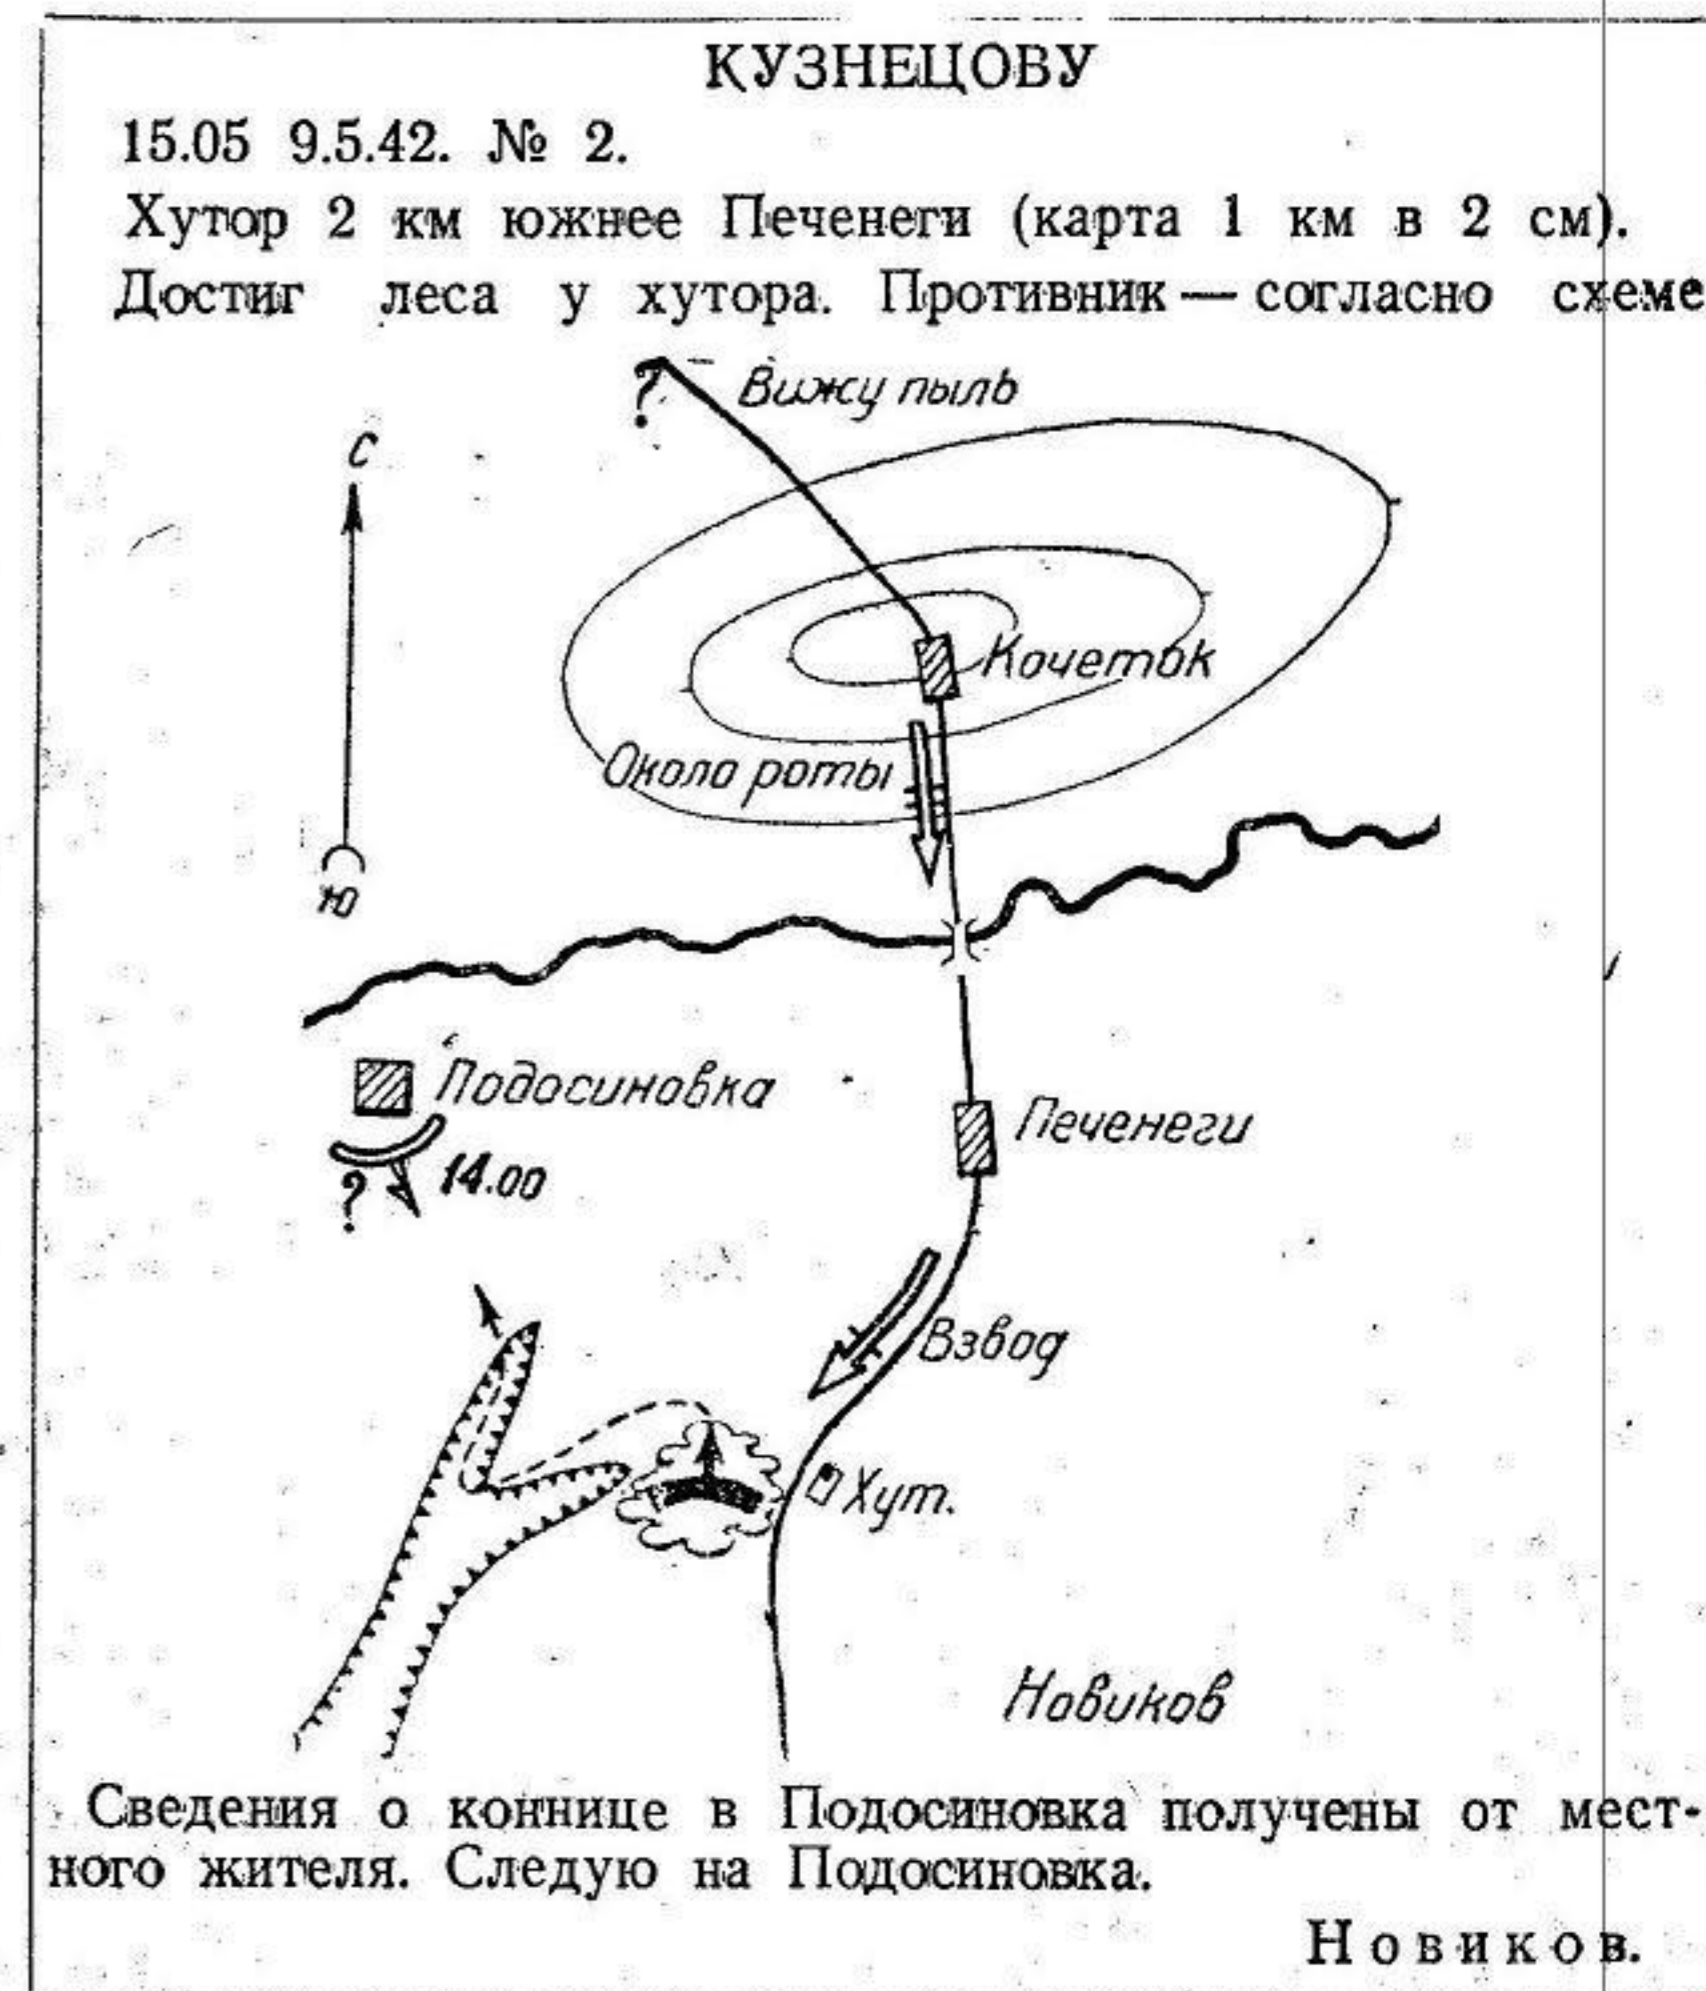 КУЗНЕЦОВУ
15.05 9.5.42. № 2.
Хутор 2 км южнее Печенеги (карта 1 км в 2 см).
Достиг леса у хутора. Противник — согласно схеме
? Вижу пыль
С
Кочеток
Около роты
Ю
Подосиновка
Печенеги
? 14.00
Взвод
Хут.
Новиков
Сведения о коннице в Подосиновка получены от мест-
ного жителя. Следую на Подосиновка.
Новиков.